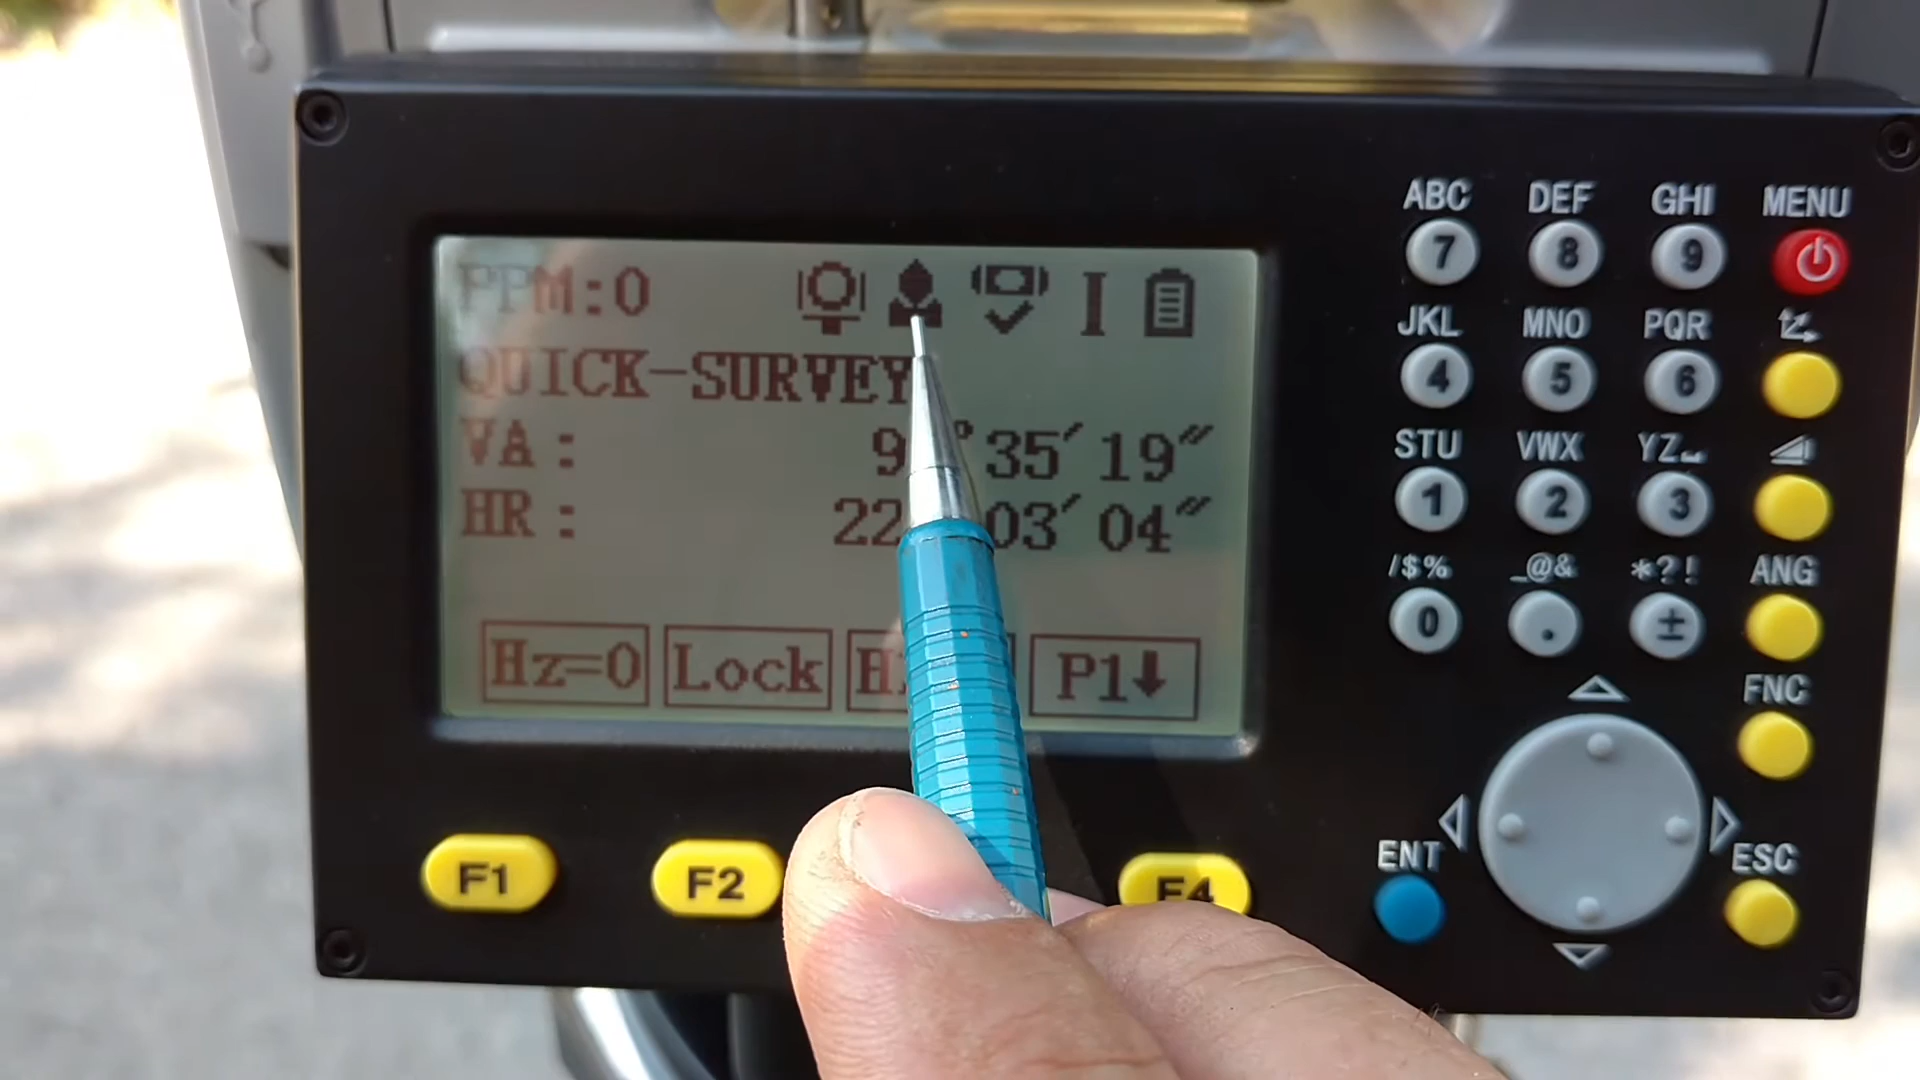 PPM:0
QUICK-SURVEY
VA: 35′19″
HR: 03′04″
Hz=0 Lock P1
ABC DEF GHI MENU
7 8 9
JKL MNO PQR
4 5 6
STU VWX YZ
1 2 3
/$% _@& *?! ANG
0 . ±
FNC
ENT ESC
F1 F2 F4